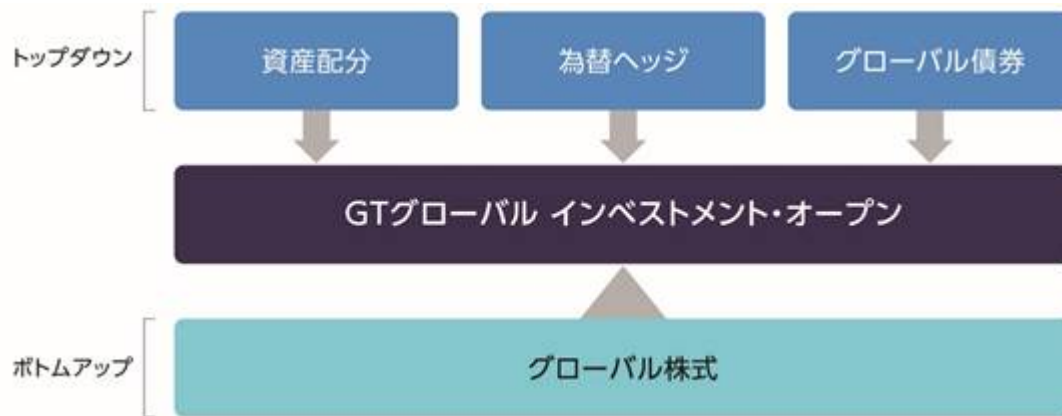 トップダウン
資産配分
為替ヘッジ
グローバル債券
GTグローバル インベストメント・オープン
ボトムアップ
グローバル株式